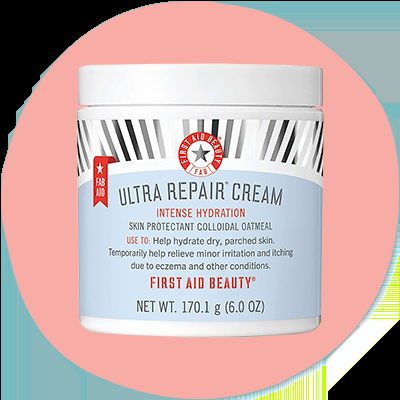 FIRST AID BEAUTY
FAB
FAB
AID
ULTRA REPAIR® CREAM
INTENSE HYDRATION
SKIN PROTECTANT COLLOIDAL OATMEAL
USE TO: Help hydrate dry, parched skin.
Temporarily help relieve minor irritation and itching
due to eczema and other conditions.
FIRST AID BEAUTY®
NET WT. 170.1 g (6.0 OZ)